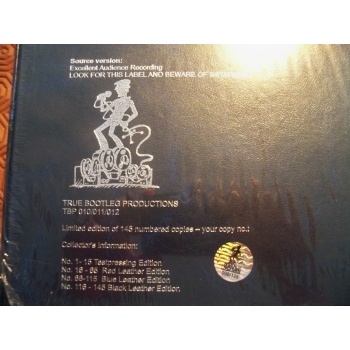 Source version:
Excellent Audience Recording
LOOK FOR THIS LABEL AND BEWARE OF
TRUE BOOTLEG PRODUCTIONS
TBP 010/011/012
Limited edition of 145 numbered copies – your copy no.:
Collector's information:
No. 1- 15 Testpressing Edition
No. 16 - 65 Red Leather Edition
No. 66-115 Blue Leather Edition
No. 116 - 145 Black Leather Edition